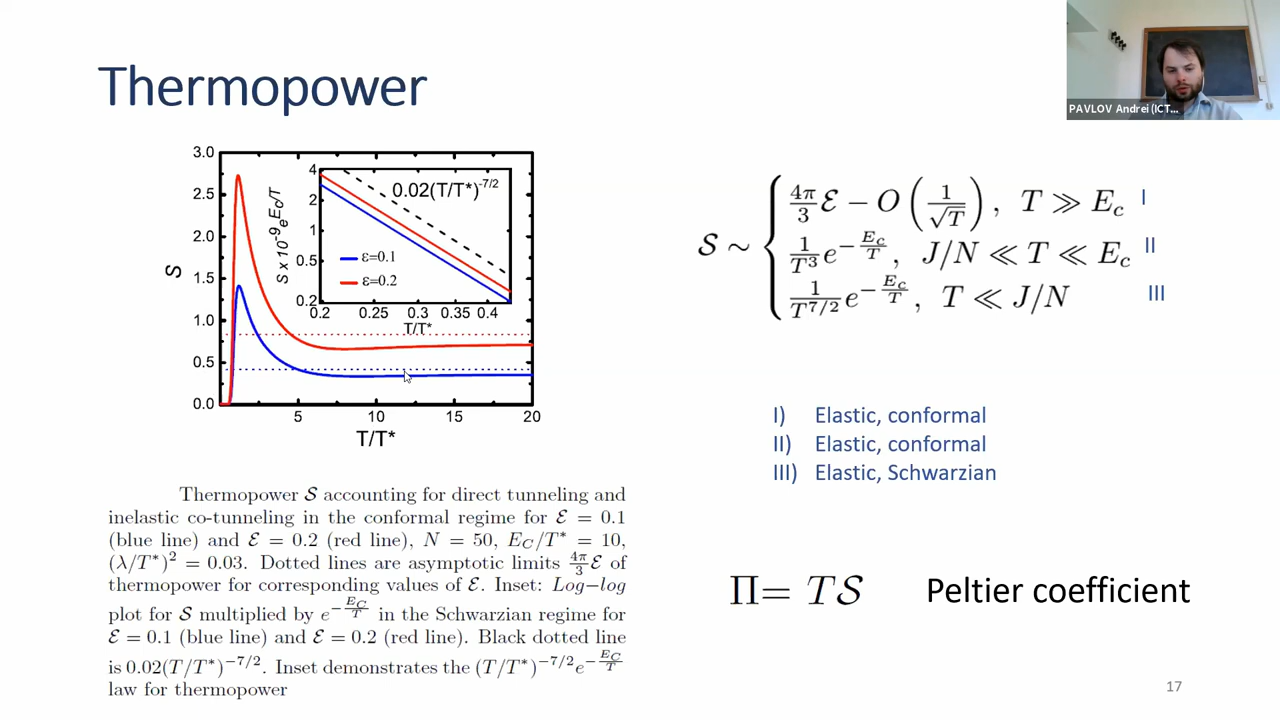 PAVLOV Andrei (ICT...
Thermopower
3.0
2.5
2.0
1.5
1.0
0.5
0.0
S
5
10
15
20
T/T*
4
2
1
0.5
0.2
S x 10⁻⁹eᴱᶜ/ᵀ
0.02(T/T*)⁻⁷/²
ε=0.1
ε=0.2
0.2 0.25 0.3 0.35 0.4
T/T*
𝒮 ∼ { 4π/3 ℰ − O(1/√T), T ≫ E_c I
1/T³ e^{−E_c/T}, J/N ≪ T ≪ E_c II
1/T^{7/2} e^{−E_c/T}, T ≪ J/N III
I) Elastic, conformal
II) Elastic, conformal
III) Elastic, Schwarzian
Thermopower 𝒮 accounting for direct tunneling and
inelastic co-tunneling in the conformal regime for ℰ = 0.1
(blue line) and ℰ = 0.2 (red line), N = 50, E_C/T* = 10,
(λ/T*)² = 0.03. Dotted lines are asymptotic limits 4π/3 ℰ of
thermopower for corresponding values of ℰ. Inset: Log−log
plot for 𝒮 multiplied by e^{−E_C/T} in the Schwarzian regime for
ℰ = 0.1 (blue line) and ℰ = 0.2 (red line). Black dotted line
is 0.02(T/T*)^{−7/2}. Inset demonstrates the (T/T*)^{−7/2}e^{−E_C/T}
law for thermopower
Π= T𝒮 Peltier coefficient
17